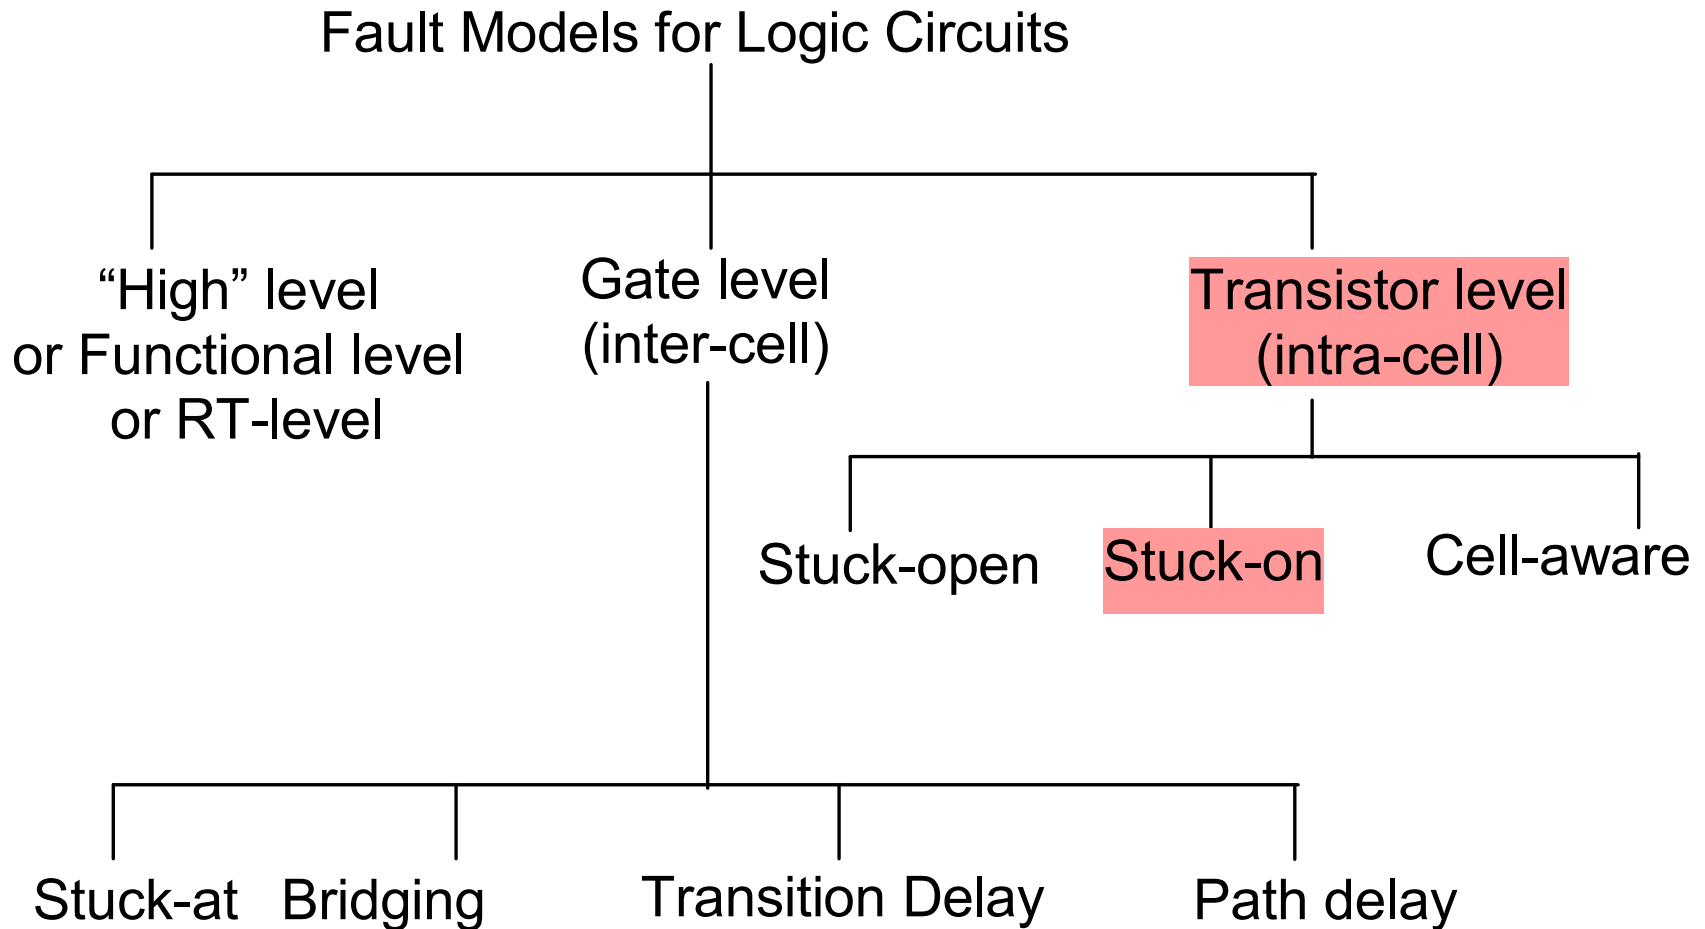 Fault Models for Logic Circuits
“High” level
or Functional level
or RT-level
Gate level
(inter-cell)
Transistor level
(intra-cell)
Stuck-open
Stuck-on
Cell-aware
Stuck-at
Bridging
Transition Delay
Path delay